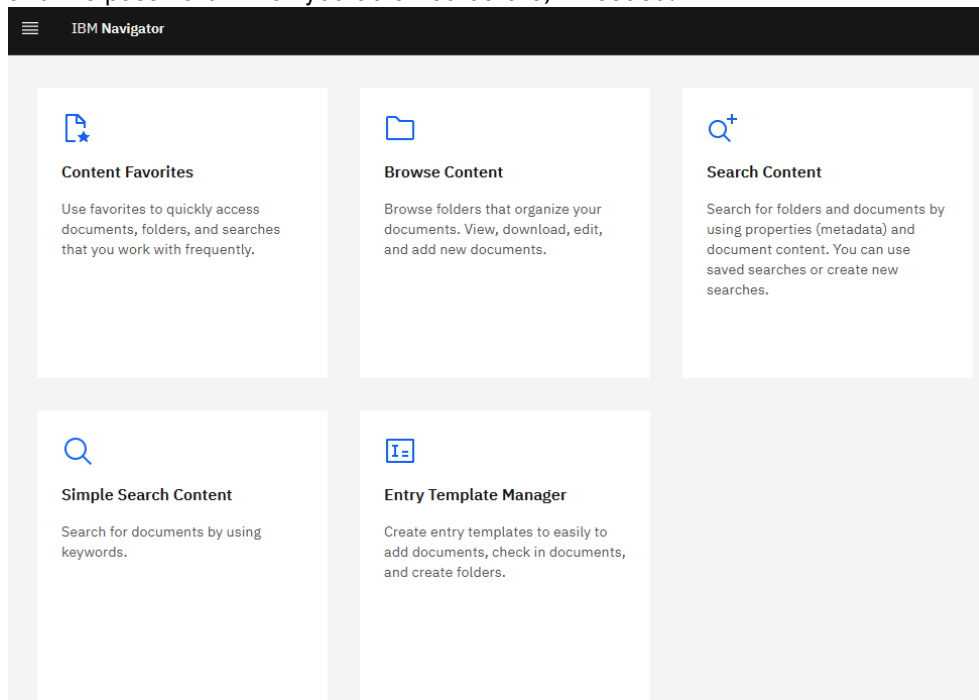 IBM Navigator
Content Favorites
Use favorites to quickly access
documents, folders, and searches
that you work with frequently.
Browse Content
Browse folders that organize your
documents. View, download, edit,
and add new documents.
Search Content
Search for folders and documents by
using properties (metadata) and
document content. You can use
saved searches or create new
searches.
Simple Search Content
Search for documents by using
keywords.
Entry Template Manager
Create entry templates to easily to
add documents, check in documents,
and create folders.